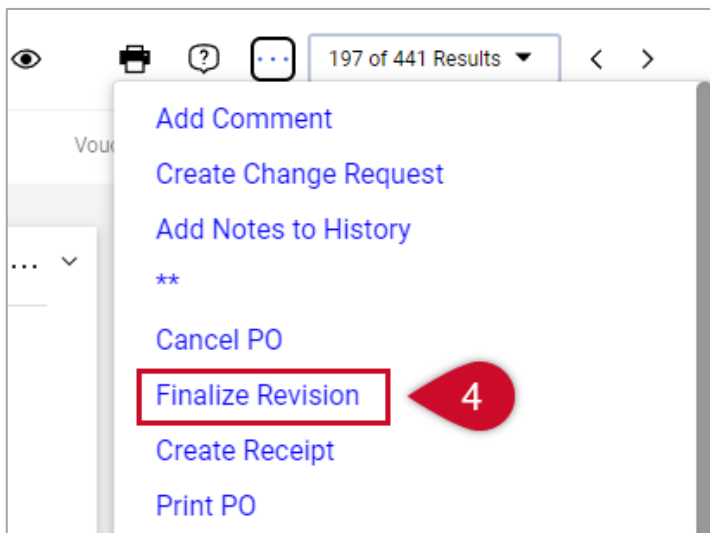 197 of 441 Results
Add Comment
Vou
Create Change Request
Add Notes to History
...
**
Cancel PO
Finalize Revision
4
Create Receipt
Print PO